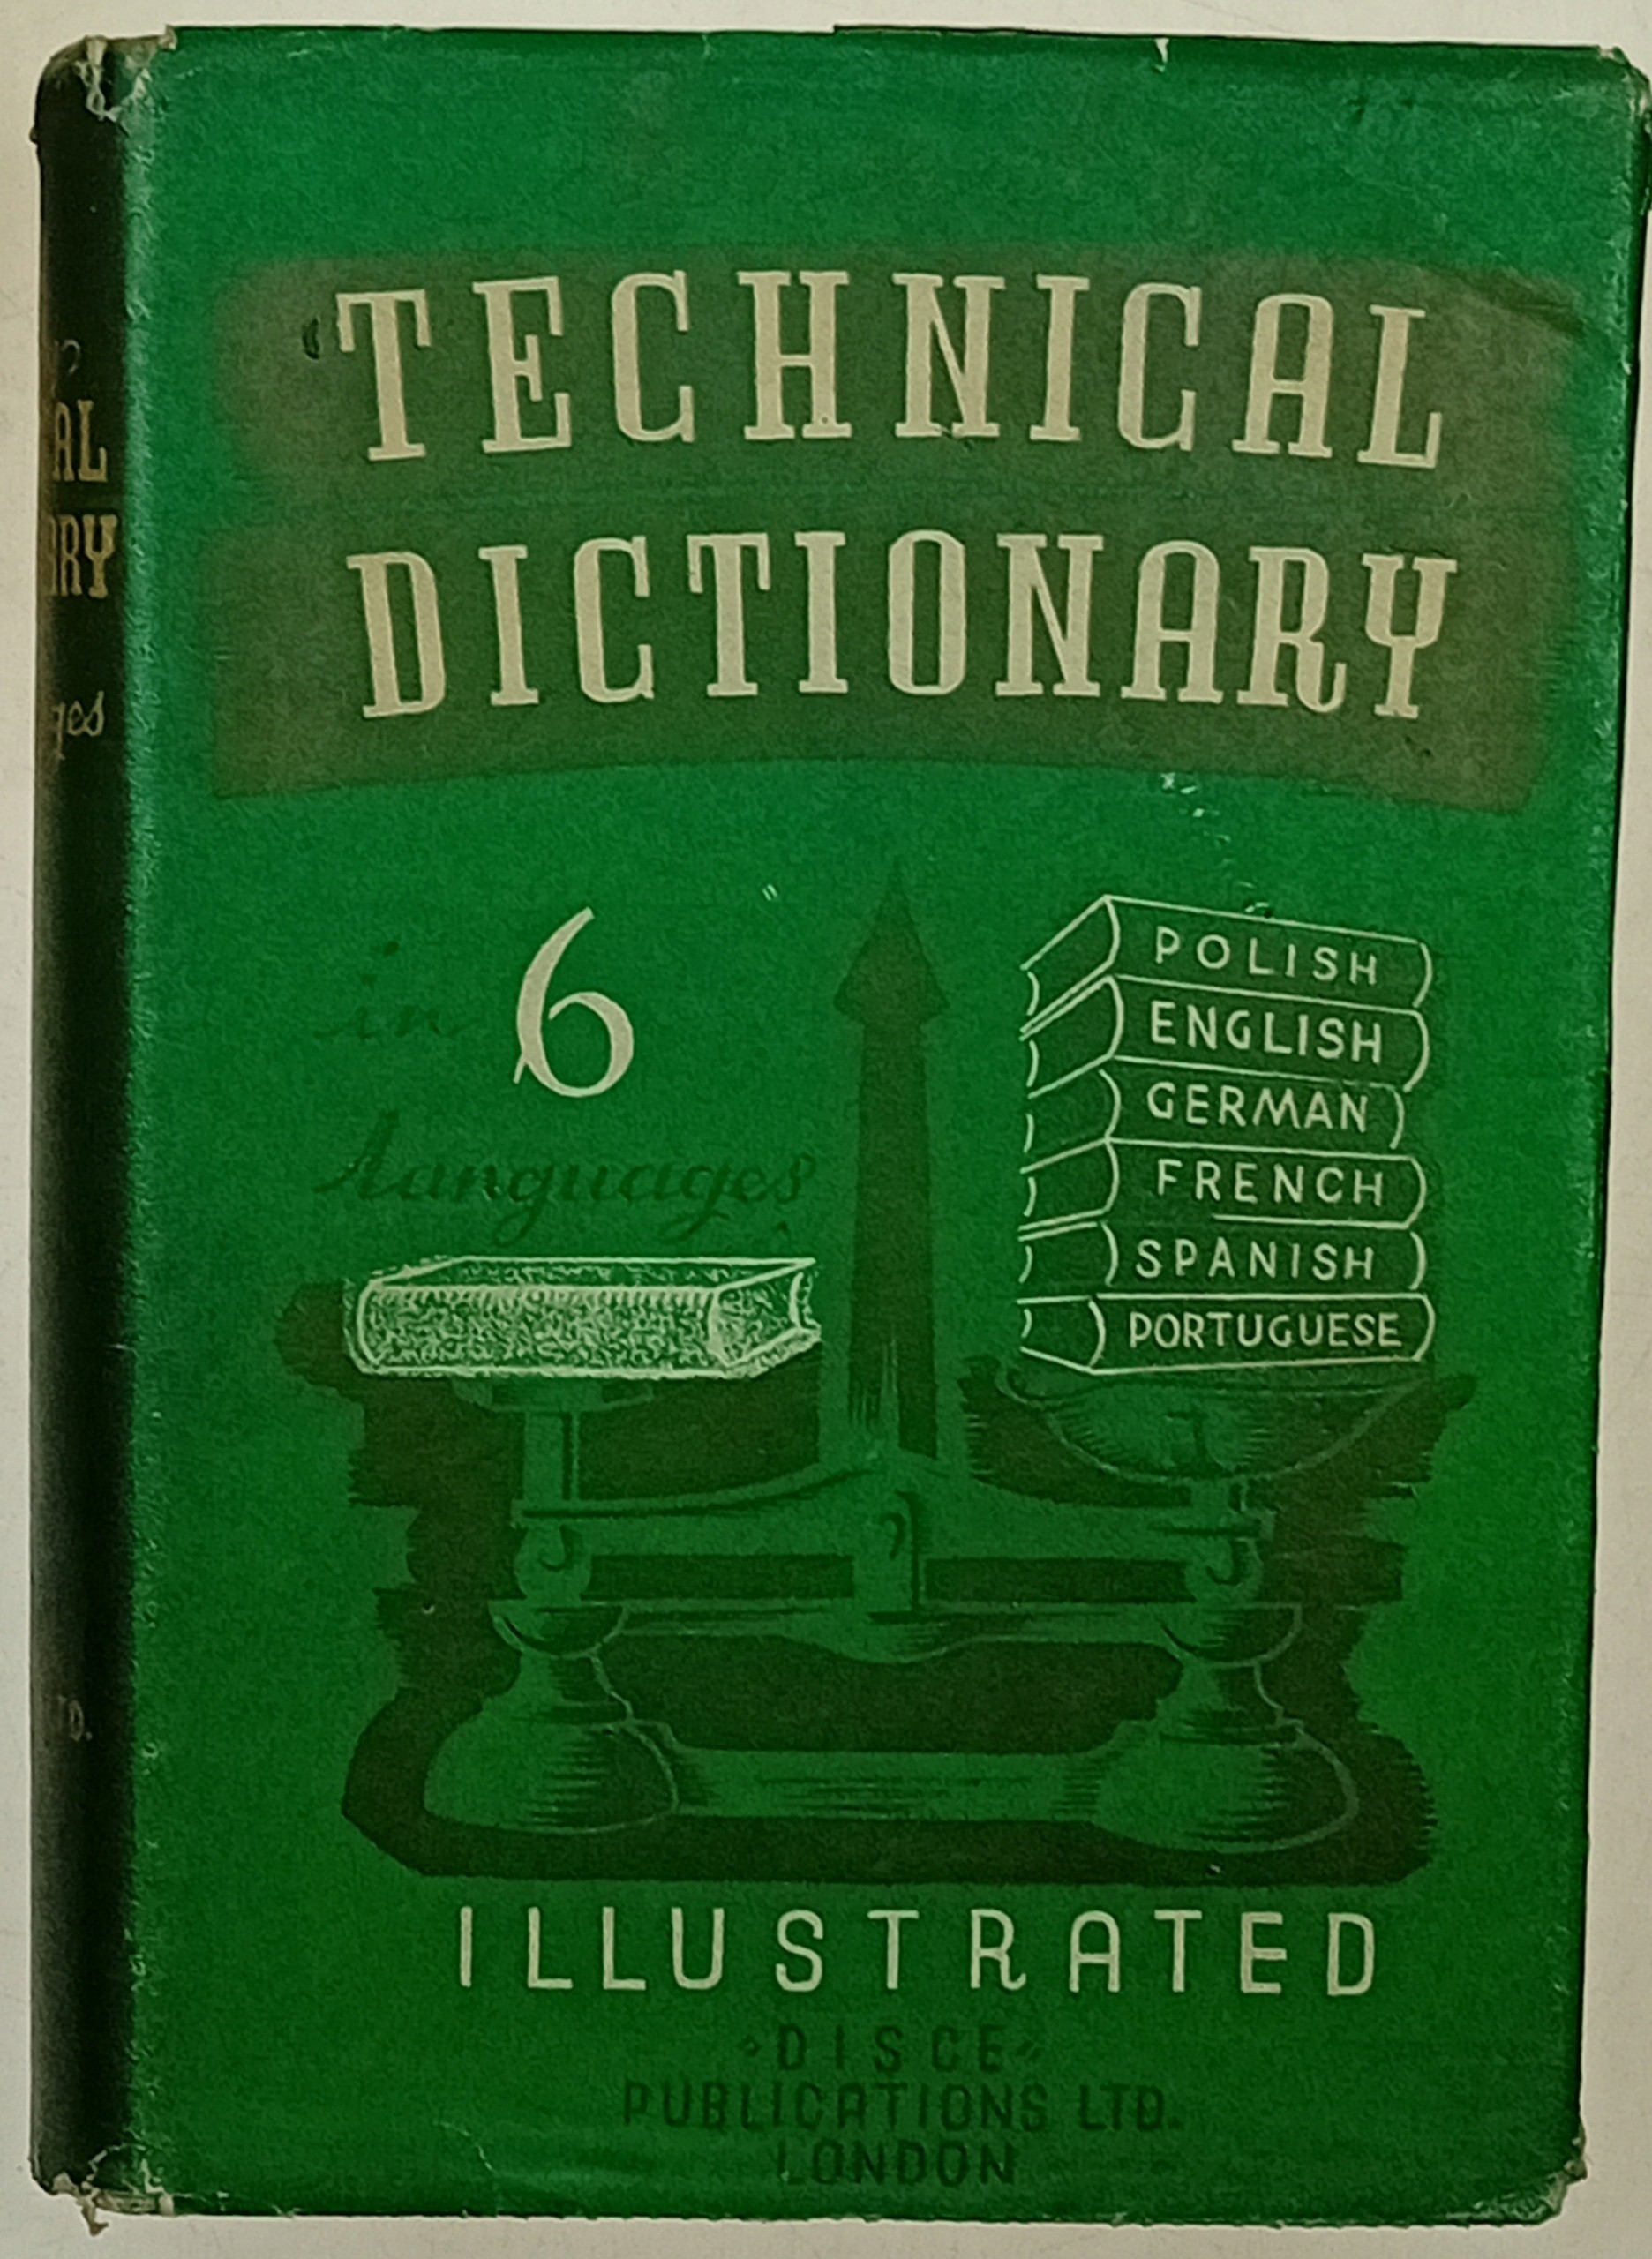 TECHNICAL
DICTIONARY
in 6
languages
POLISH
ENGLISH
GERMAN
FRENCH
SPANISH
PORTUGUESE
ILLUSTRATED
DISCE
PUBLICATIONS LTD.
LONDON